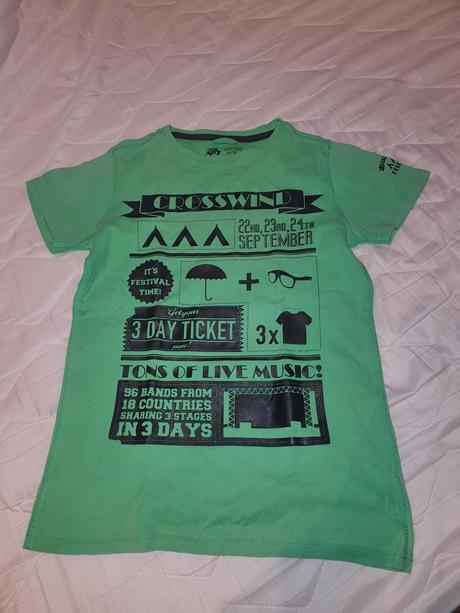 CROSSWIND
22ND, 23RD, 24TH
SEPTEMBER
IT'S
FESTIVAL
TIME!
+
Get your
3 DAY TICKET
now!
3x
TONS OF LIVE MUSIC!
96 BANDS FROM
18 COUNTRIES
SHARING 3 STAGES
IN 3 DAYS